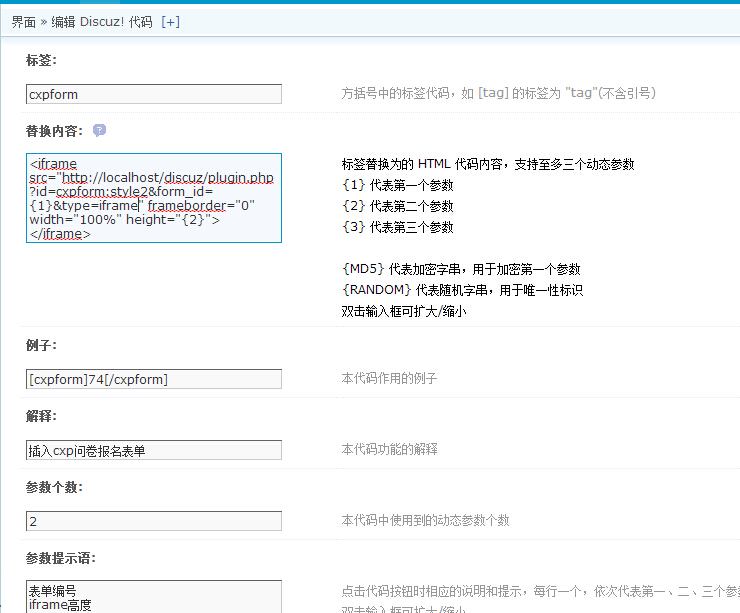 界面 » 编辑 Discuz! 代码 [+]
标签:
cxpform
方括号中的标签代码，如 [tag] 的标签为 "tag"(不含引号)
替换内容: ?
<iframe
src="http://localhost/discuz/plugin.php
?id=cxpform:style2&form_id=
{1}&type=iframe" frameborder="0"
width="100%" height="{2}">
</iframe>
标签替换为的 HTML 代码内容，支持至多三个动态参数
{1} 代表第一个参数
{2} 代表第二个参数
{3} 代表第三个参数
{MD5} 代表加密字串，用于加密第一个参数
{RANDOM} 代表随机字串，用于唯一性标识
双击输入框可扩大/缩小
例子:
[cxpform]74[/cxpform]
本代码作用的例子
解释:
插入cxp问卷报名表单
本代码功能的解释
参数个数:
2
本代码中使用到的动态参数个数
参数提示语:
表单编号
iframe高度
点击代码按钮时相应的说明和提示，每行一个，依次代表第一、二、三个参
双击输入框可扩大/缩小